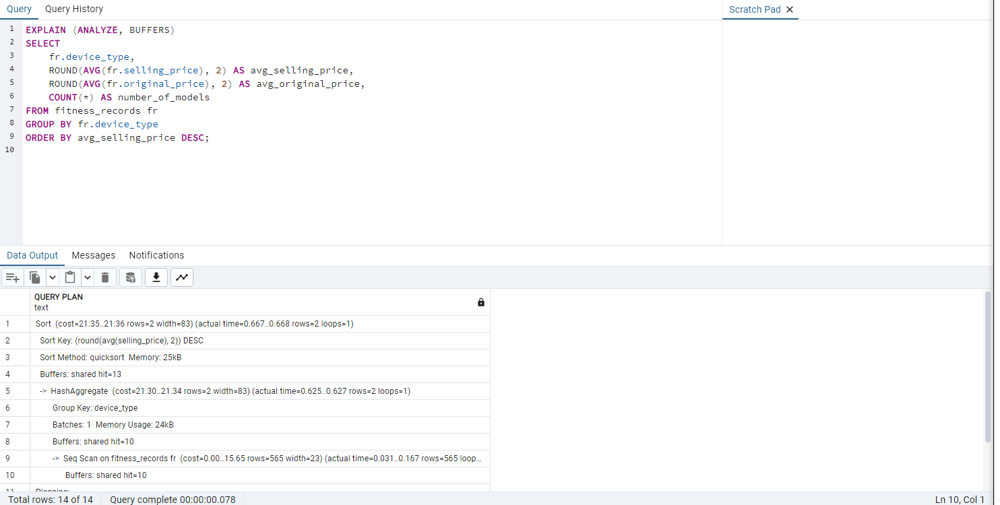 Query Query History
Scratch Pad
1 EXPLAIN (ANALYZE, BUFFERS)
2 SELECT
3 fr.device_type,
4 ROUND(AVG(fr.selling_price), 2) AS avg_selling_price,
5 ROUND(AVG(fr.original_price), 2) AS avg_original_price,
6 COUNT(*) AS number_of_models
7 FROM fitness_records fr
8 GROUP BY fr.device_type
9 ORDER BY avg_selling_price DESC;
10
Data Output Messages Notifications
QUERY PLAN
text
1 Sort (cost=21.35..21.36 rows=2 width=83) (actual time=0.667..0.668 rows=2 loops=1)
2 Sort Key: (round(avg(selling_price), 2)) DESC
3 Sort Method: quicksort Memory: 25kB
4 Buffers: shared hit=13
5 -> HashAggregate (cost=21.30..21.34 rows=2 width=83) (actual time=0.625..0.627 rows=2 loops=1)
6 Group Key: device_type
7 Batches: 1 Memory Usage: 24kB
8 Buffers: shared hit=10
9 -> Seq Scan on fitness_records fr (cost=0.00..15.65 rows=565 width=23) (actual time=0.031..0.167 rows=565 loop...
10 Buffers: shared hit=10
11 Planning:
Total rows: 14 of 14 Query complete 00:00:00.078 Ln 10, Col 1